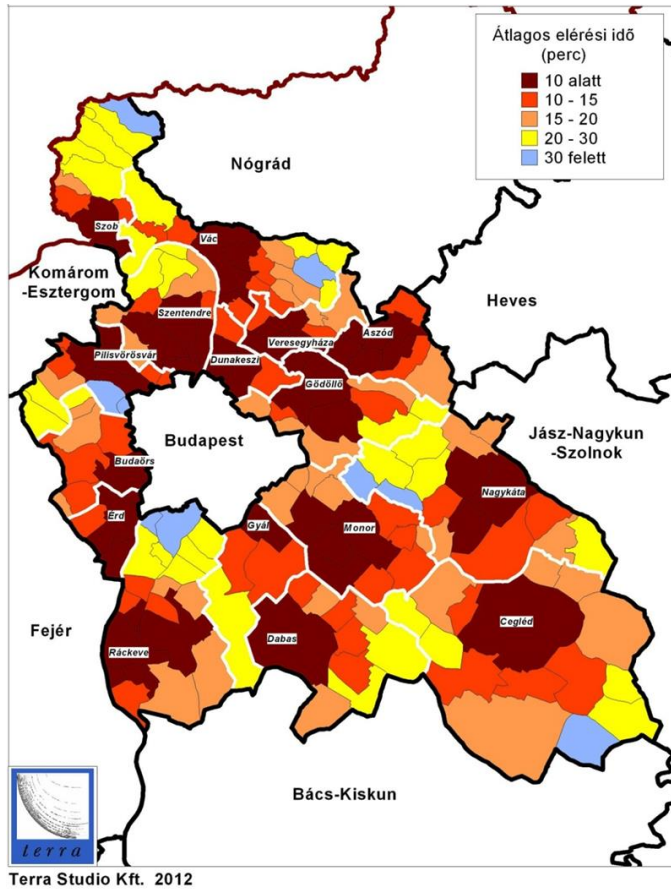 Átlagos elérési idő
(perc)
10 alatt
10 - 15
15 - 20
20 - 30
30 felett
Nógrád
Szob
Vác
Komárom
-Esztergom
Heves
Szentendre
Aszód
Veresegyháza
Pilisvörösvár
Dunakeszi
Gödöllő
Budapest
Jász-Nagykun
-Szolnok
Budaörs
Nagykáta
Érd
Gyál
Monor
Fejér
Cegléd
Dabas
Ráckeve
Bács-Kiskun
terra
Terra Studio Kft. 2012